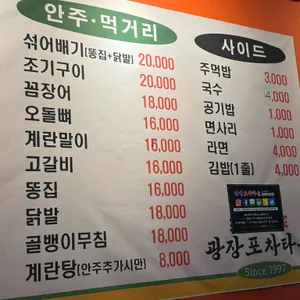 안주·먹거리
섞어배기(똥집+닭발) 20,000
조기구이 20,000
꼼장어 18,000
오돌뼈 16,000
계란말이 16,000
고갈비 16,000
똥집 16,000
닭발 18,000
골뱅이무침 18,000
계란탕(안주주가시만) 8,000
사이드
주먹밥 3,000
국수 4,000
공기밥 1,000
면사리 1,000
라면 4,000
김밥(1줄) 4,000
광장포차타
Since 1997